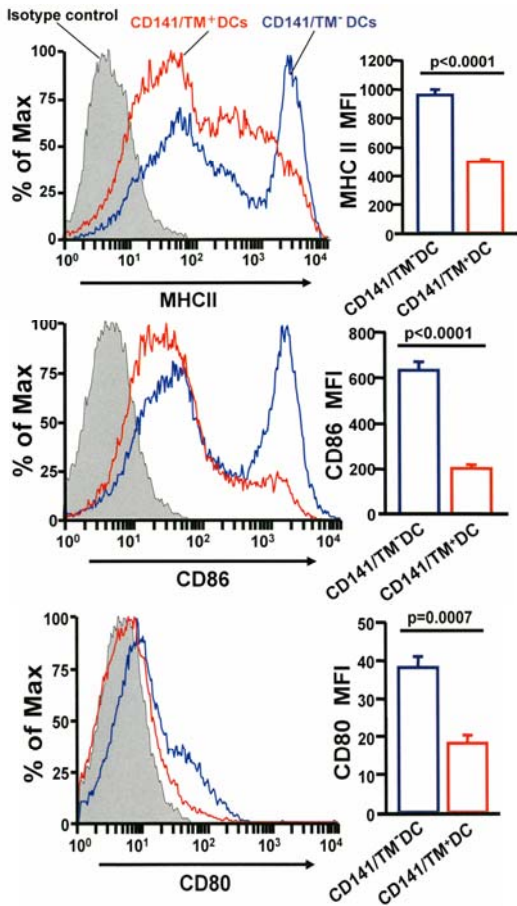 Isotype control
CD141/TM⁺DCs
CD141/TM⁻ DCs
% of Max
100
75
50
25
0
10⁰ 10¹ 10² 10³ 10⁴
MHCII
p<0.0001
MHC II MFI
1200
1000
800
600
400
200
0
CD141/TM⁻DC
CD141/TM⁺DC
% of Max
100
75
50
25
0
10⁰ 10¹ 10² 10³ 10⁴
CD86
p<0.0001
CD86 MFI
800
600
400
200
0
CD141/TM⁻DC
CD141/TM⁺DC
% of Max
100
75
50
25
0
10⁰ 10¹ 10² 10³ 10⁴
CD80
p=0.0007
CD80 MFI
50
40
30
20
10
0
CD141/TM⁻DC
CD141/TM⁺DC